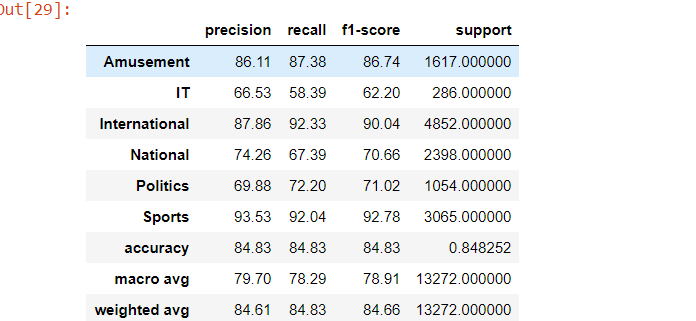 Out[29]:
precision recall f1-score support
Amusement 86.11 87.38 86.74 1617.000000
IT 66.53 58.39 62.20 286.000000
International 87.86 92.33 90.04 4852.000000
National 74.26 67.39 70.66 2398.000000
Politics 69.88 72.20 71.02 1054.000000
Sports 93.53 92.04 92.78 3065.000000
accuracy 84.83 84.83 84.83 0.848252
macro avg 79.70 78.29 78.91 13272.000000
weighted avg 84.61 84.83 84.66 13272.000000